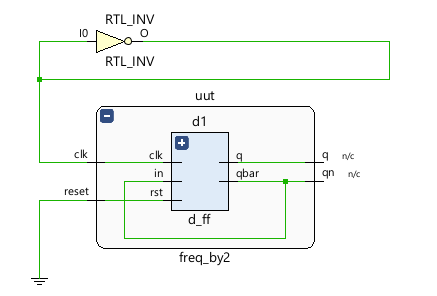 RTL_INV
I0 O
RTL_INV
uut
d1
clk clk q q n/c
in qbar qn n/c
reset rst
d_ff
freq_by2